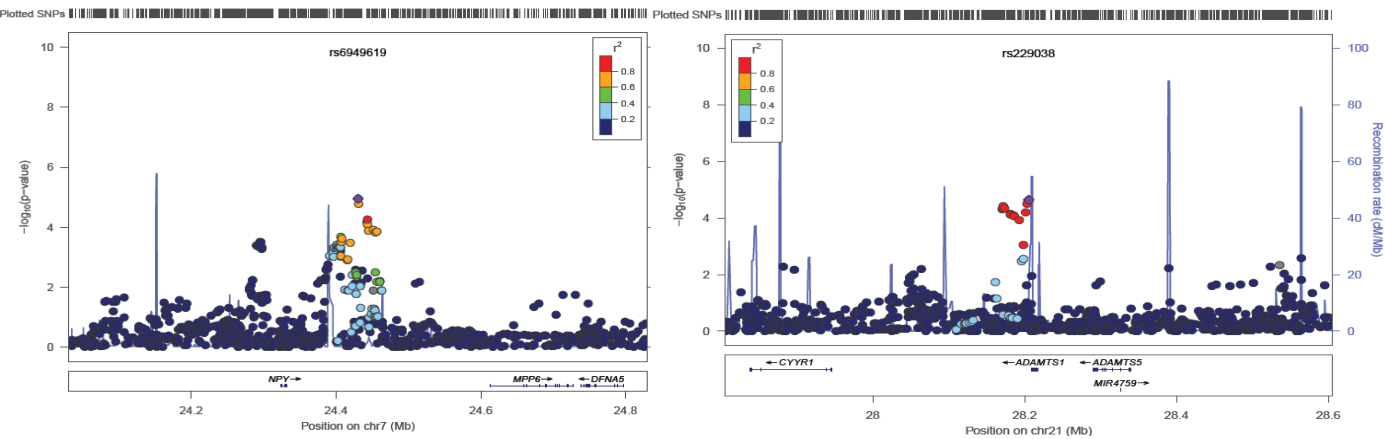 Plotted SNPs
rs6949619
r2
0.8
0.6
0.4
0.2
10
8
6
4
2
0
−log10(p−value)
NPY→
MPP6→
←DFNA5
24.2
24.4
24.6
24.8
Position on chr7 (Mb)
Plotted SNPs
rs229038
r2
0.8
0.6
0.4
0.2
10
8
6
4
2
0
−log10(p−value)
100
80
60
40
20
0
Recombination rate (cM/Mb)
←CYYR1
←ADAMTS1
←ADAMTS5
MIR4759→
28
28.2
28.4
28.6
Position on chr21 (Mb)